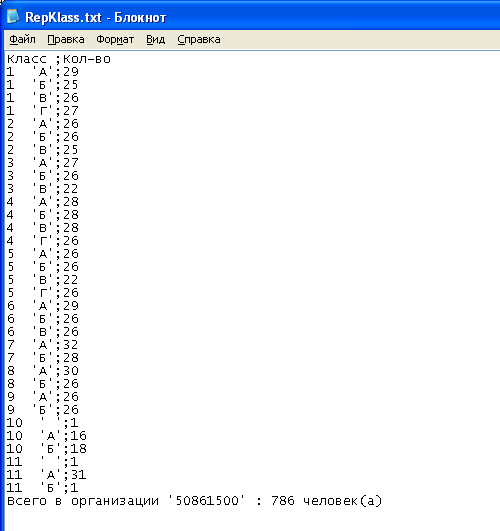 RepKlass.txt - Блокнот
Файл Правка Формат Вид Справка
Класс ;Кол-во
1  'А';29
1  'Б';25
1  'В';26
1  'Г';27
2  'А';26
2  'Б';26
2  'В';25
3  'А';27
3  'Б';26
3  'В';22
4  'А';28
4  'Б';28
4  'В';28
4  'Г';26
5  'А';26
5  'Б';26
5  'В';22
5  'Г';26
6  'А';29
6  'Б';26
6  'В';26
7  'А';32
7  'Б';28
8  'А';30
8  'Б';26
9  'А';26
9  'Б';26
10  ' ';1
10  'А';16
10  'Б';18
11  ' ';1
11  'А';31
11  'Б';1
Всего в организации '50861500' : 786 человек(а)